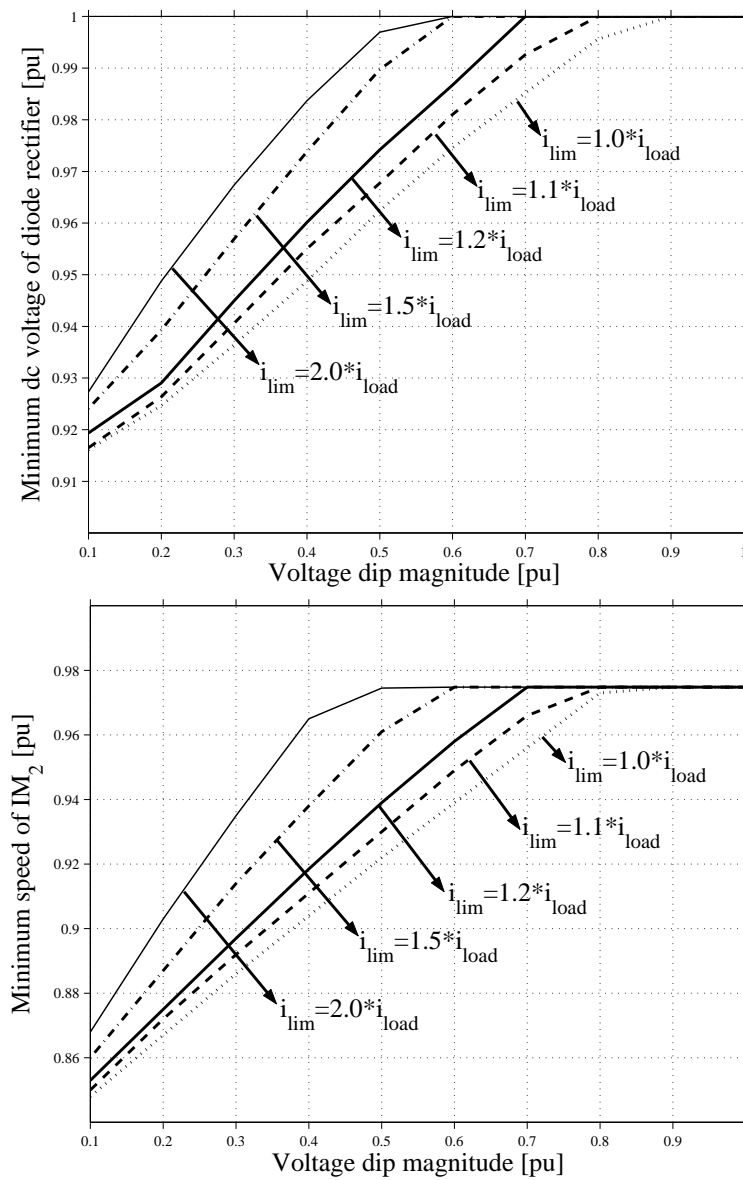 1
0.99
0.98
0.97
0.96
0.95
0.94
0.93
0.92
0.91
Minimum dc voltage of diode rectifier [pu]
i_lim=1.0*i_load
i_lim=1.1*i_load
i_lim=1.2*i_load
i_lim=1.5*i_load
i_lim=2.0*i_load
0.1 0.2 0.3 0.4 0.5 0.6 0.7 0.8 0.9 1
Voltage dip magnitude [pu]
0.98
0.96
0.94
0.92
0.9
0.88
0.86
Minimum speed of IM_2 [pu]
i_lim=1.0*i_load
i_lim=1.1*i_load
i_lim=1.2*i_load
i_lim=1.5*i_load
i_lim=2.0*i_load
0.1 0.2 0.3 0.4 0.5 0.6 0.7 0.8 0.9
Voltage dip magnitude [pu]